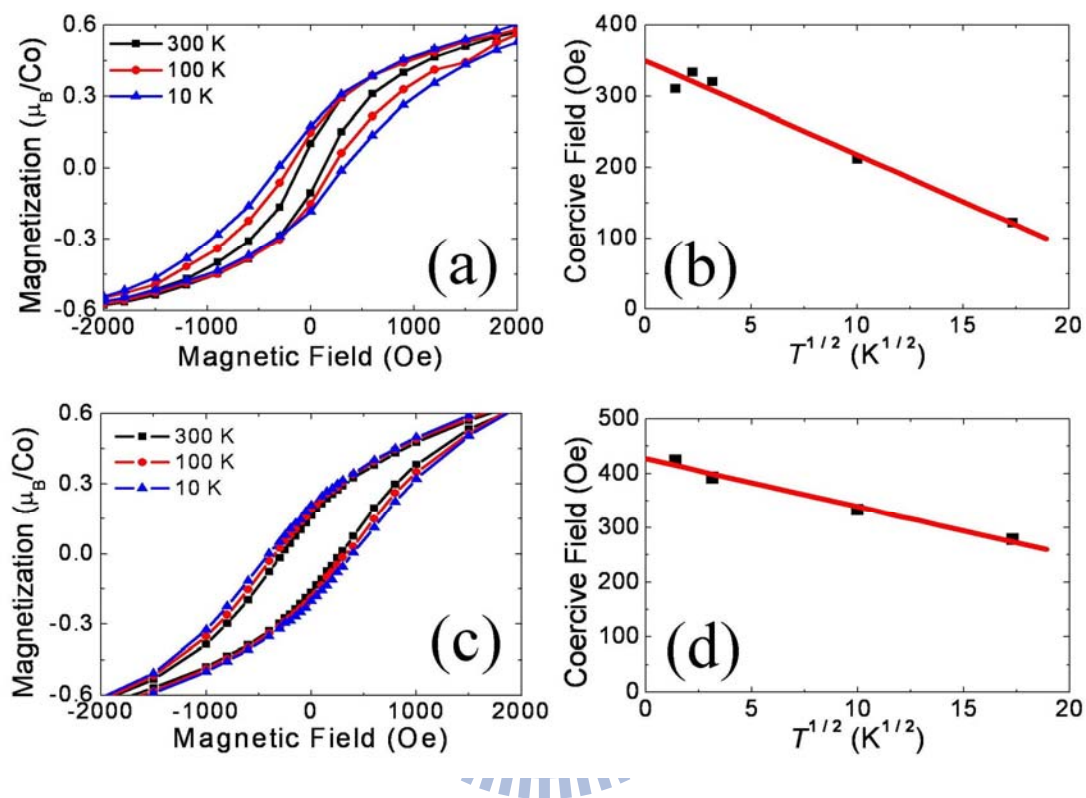 Magnetization (μB/Co)
0.6
0.3
0.0
-0.3
-0.6
300 K
100 K
10 K
(a)
-2000 -1000 0 1000 2000
Magnetic Field (Oe)
Coercive Field (Oe)
400
300
200
100
0
(b)
0 5 10 15 20
T^1/2 (K^1/2)
Magnetization (μB/Co)
0.6
0.3
0.0
-0.3
-0.6
300 K
100 K
10 K
(c)
-2000 -1000 0 1000 2000
Magnetic Field (Oe)
Coercive Field (Oe)
500
400
300
200
100
0
(d)
0 5 10 15 20
T^1/2 (K^1/2)